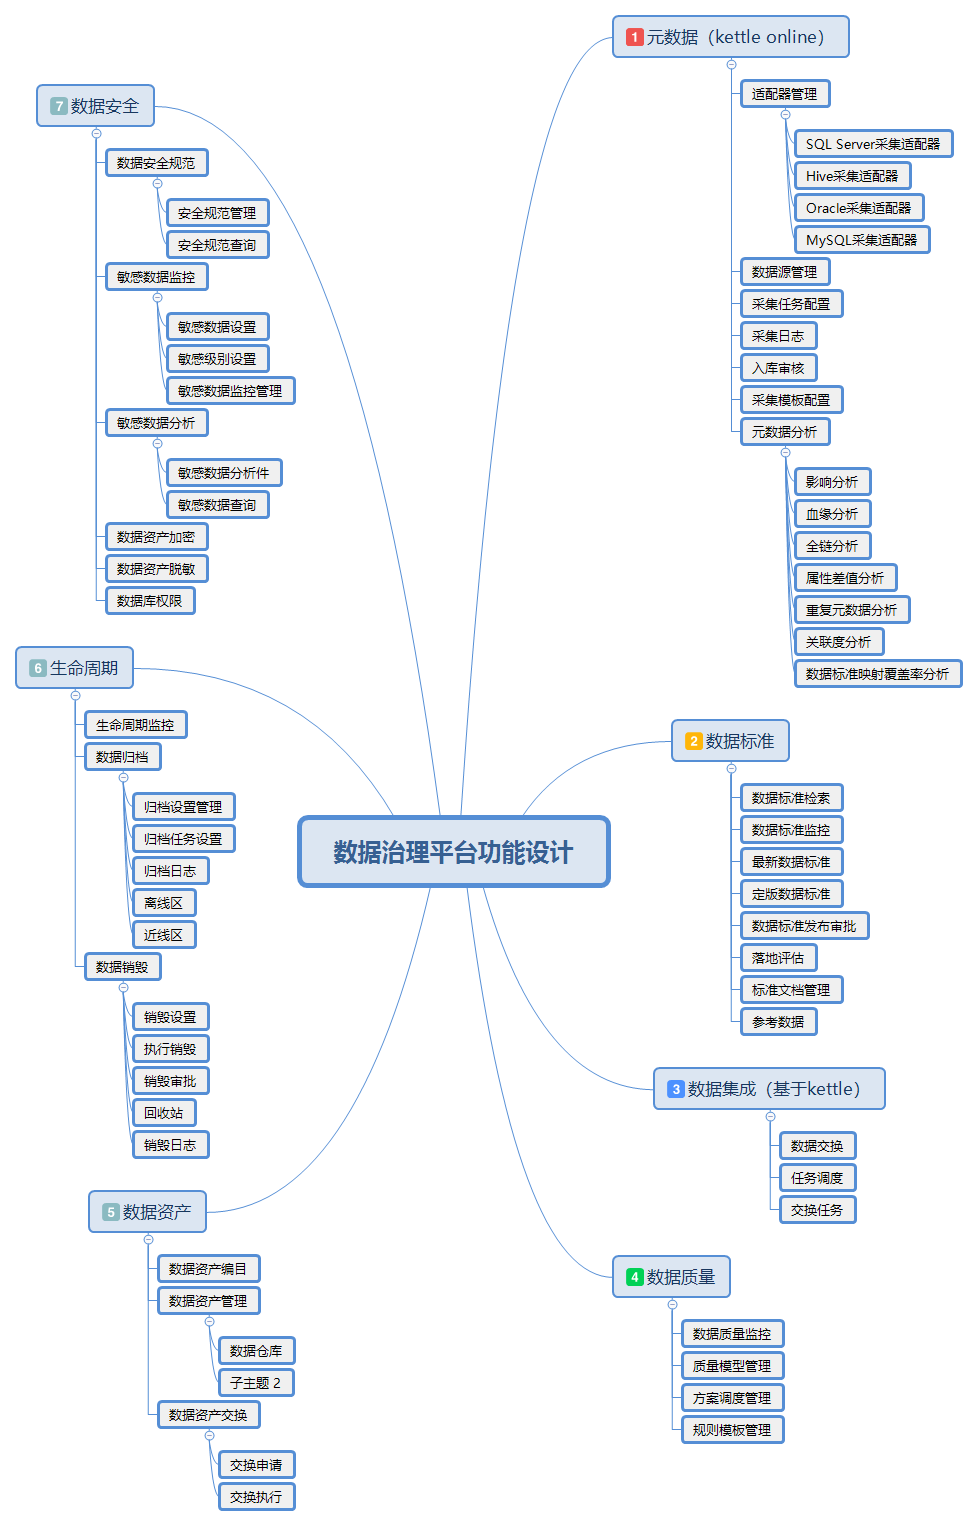 数据治理平台功能设计
1 元数据（kettle online）
适配器管理
SQL Server采集适配器
Hive采集适配器
Oracle采集适配器
MySQL采集适配器
数据源管理
采集任务配置
采集日志
入库审核
采集模板配置
元数据分析
影响分析
血缘分析
全链分析
属性差值分析
重复元数据分析
关联度分析
数据标准映射覆盖率分析
2 数据标准
数据标准检索
数据标准监控
最新数据标准
定版数据标准
数据标准发布审批
落地评估
标准文档管理
参考数据
3 数据集成（基于kettle）
数据交换
任务调度
交换任务
4 数据质量
数据质量监控
质量模型管理
方案调度管理
规则模板管理
5 数据资产
数据资产编目
数据资产管理
数据仓库
子主题 2
数据资产交换
交换申请
交换执行
6 生命周期
生命周期监控
数据归档
归档设置管理
归档任务设置
归档日志
离线区
近线区
数据销毁
销毁设置
执行销毁
销毁审批
回收站
销毁日志
7 数据安全
数据安全规范
安全规范管理
安全规范查询
敏感数据监控
敏感数据设置
敏感级别设置
敏感数据监控管理
敏感数据分析
敏感数据分析件
敏感数据查询
数据资产加密
数据资产脱敏
数据库权限